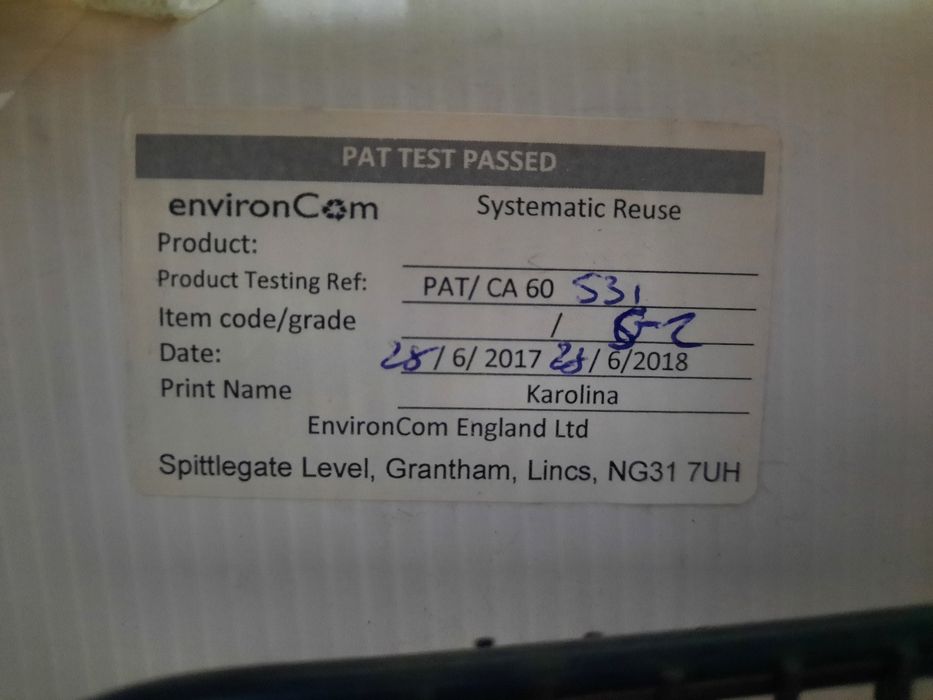 PAT TEST PASSED
environCom Systematic Reuse
Product:
Product Testing Ref: PAT/ CA 60 531
Item code/grade / G-2
Date: 28/ 6/ 2017 28/ 6/2018
Print Name Karolina
EnvironCom England Ltd
Spittlegate Level, Grantham, Lincs, NG31 7UH